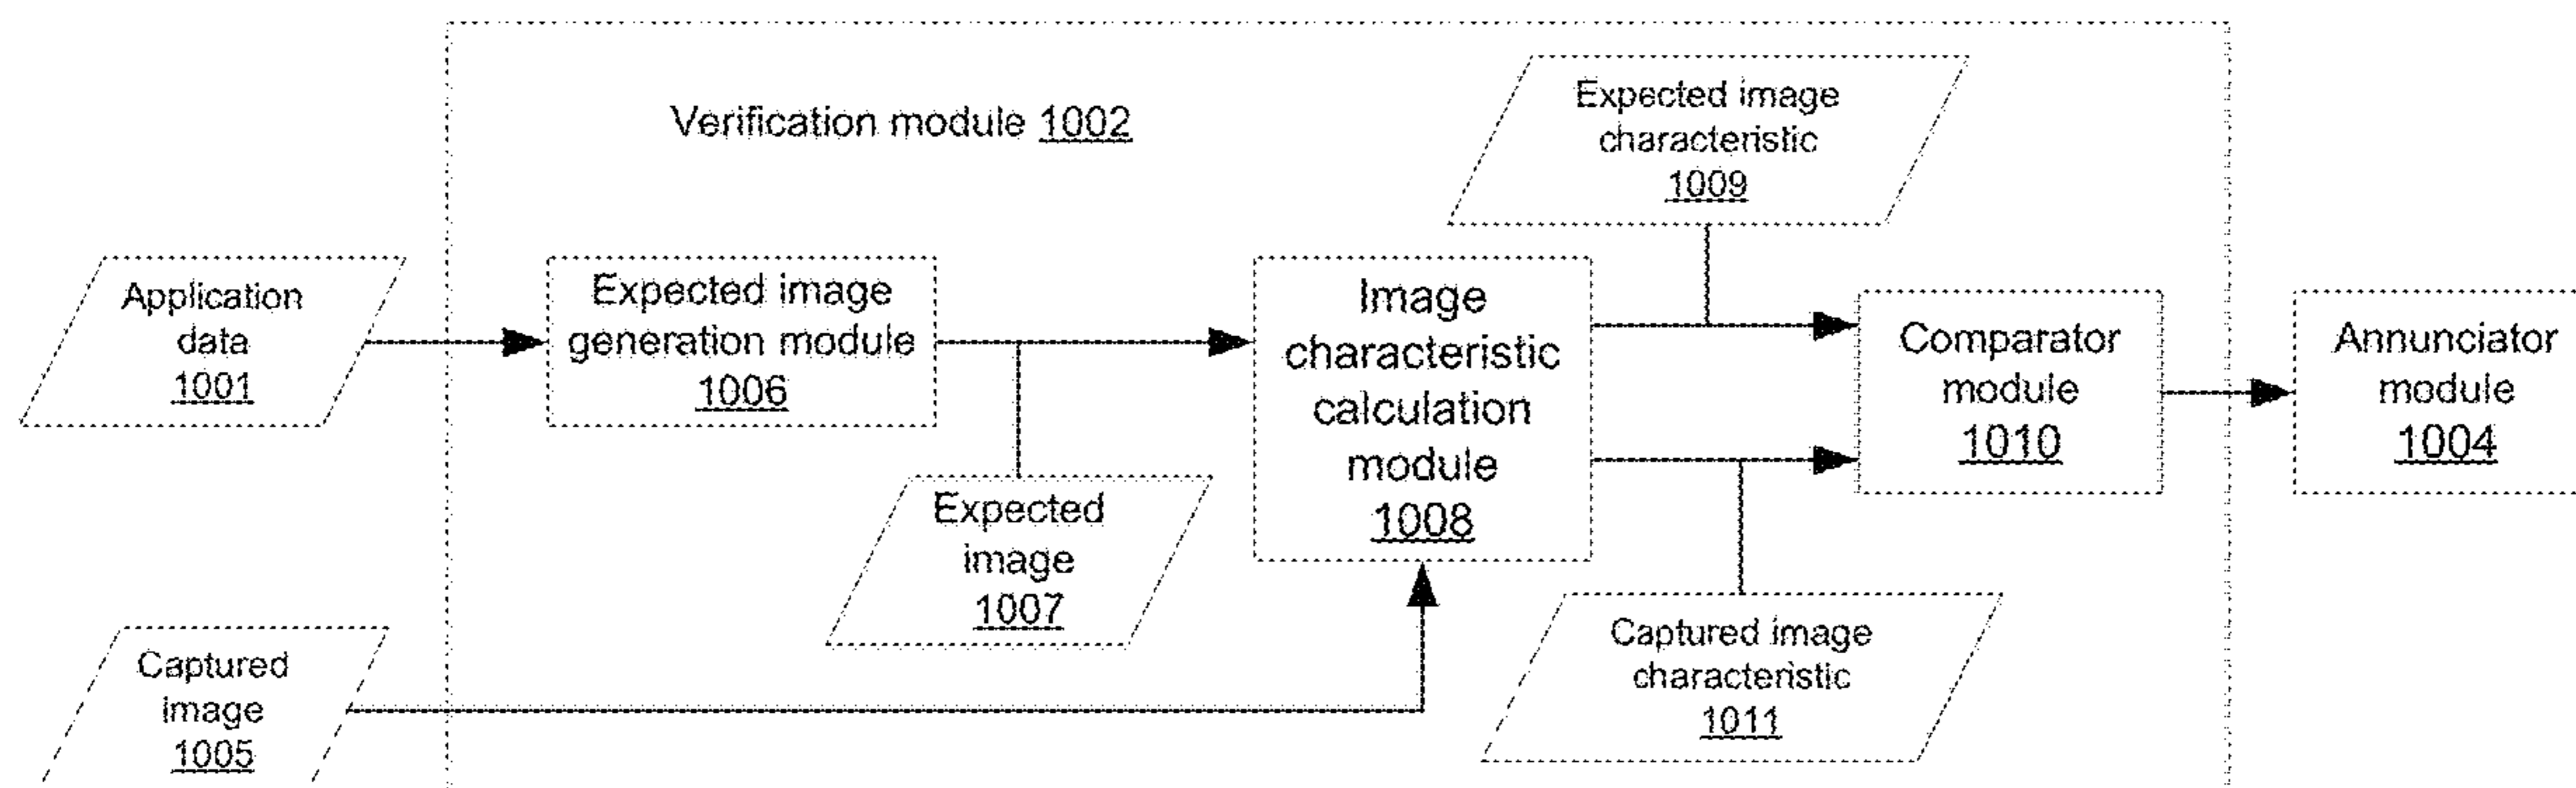 Verification module 1002
Expected image
characteristic
1009
Application
data
1001
Expected image
generation module
1006
Image
characteristic
calculation
module
1008
Comparator
module
1010
Annunciator
module
1004
Expected
image
1007
Captured
image
1005
Captured image
characteristic
1011